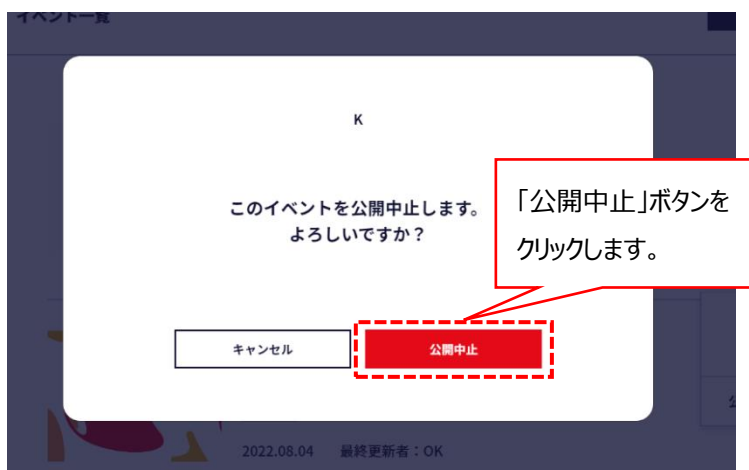 イベント一覧
K
このイベントを公開中止します。
よろしいですか？
「公開中止」ボタンを
クリックします。
キャンセル
公開中止
2022.08.04 最終更新者：OK